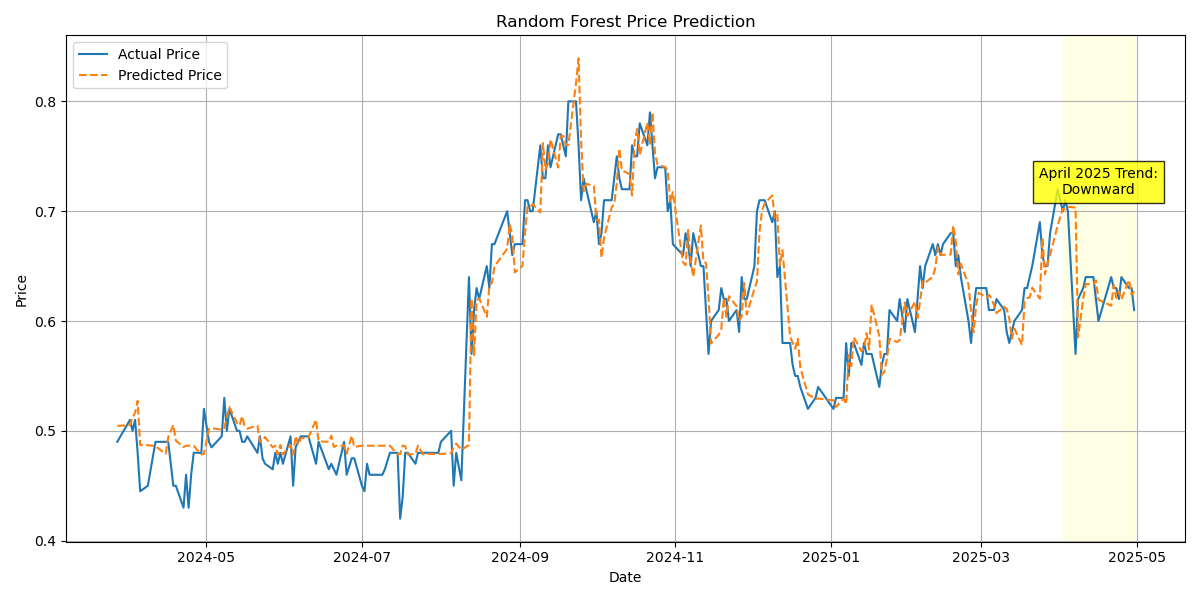 Random Forest Price Prediction
Actual Price
Predicted Price
April 2025 Trend:
Downward
Price
0.8
0.7
0.6
0.5
0.4
2024-05
2024-07
2024-09
2024-11
2025-01
2025-03
2025-05
Date